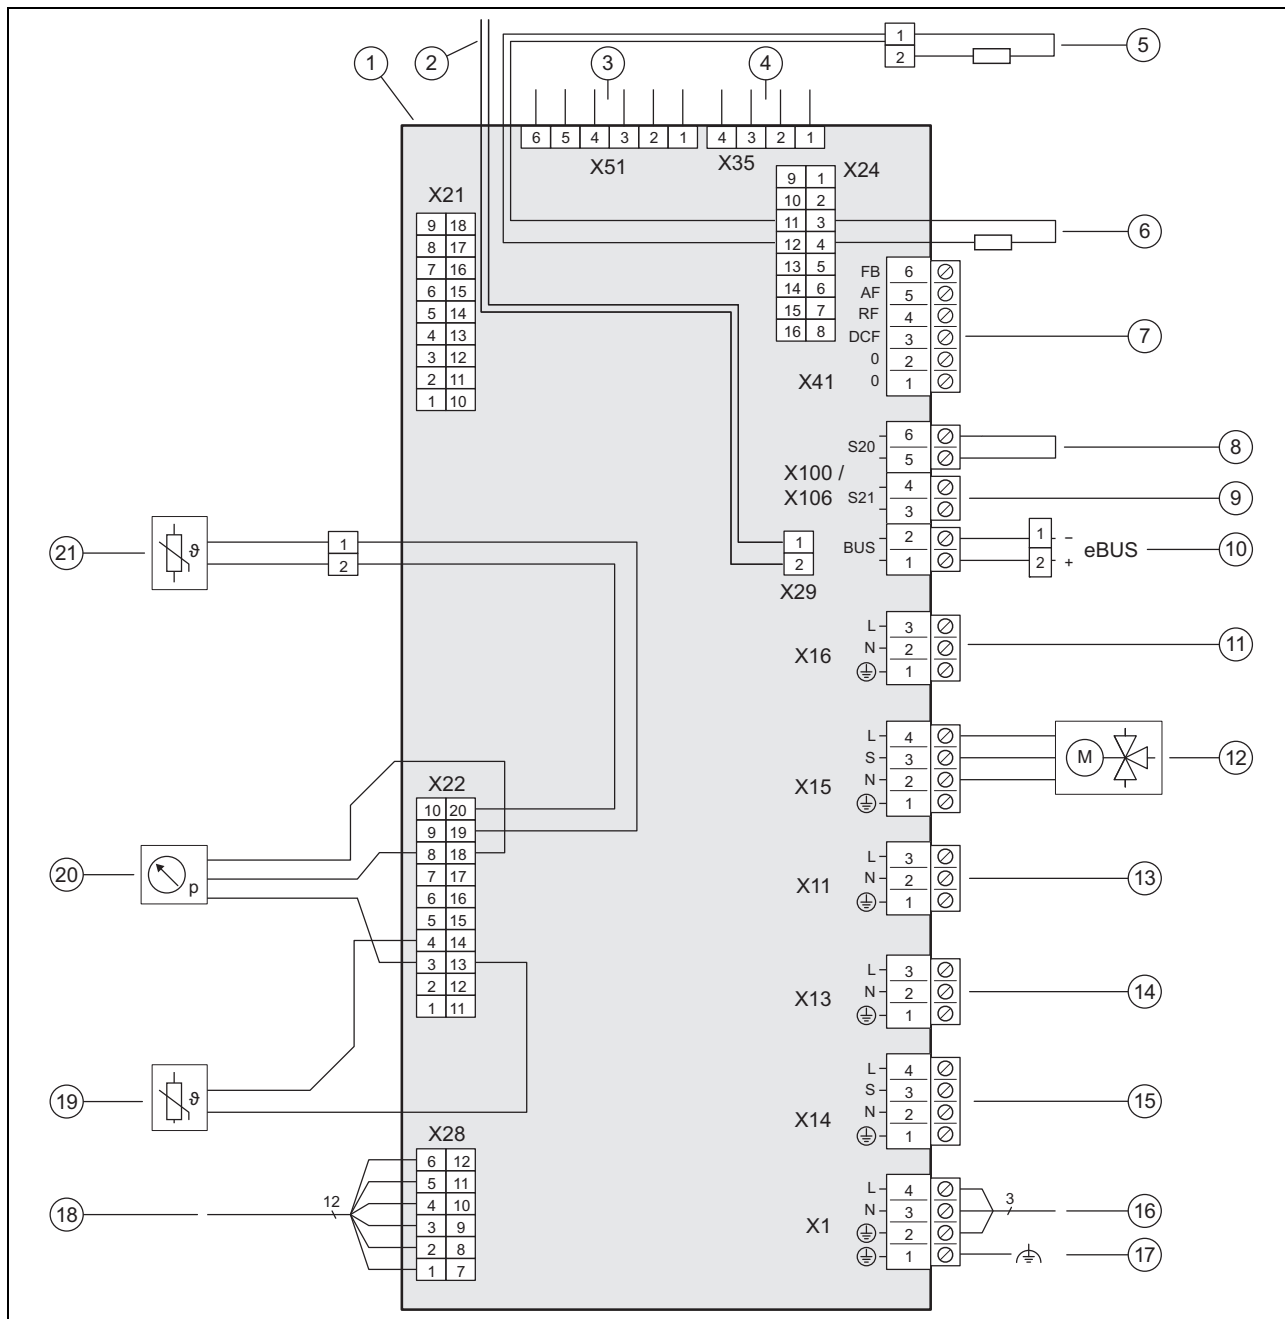 1
2
3
4
1
2
5
6 5 4 3 2 1
4 3 2 1
X51
X35
X24
9 1
10 2
11 3
12 4
13 5
14 6
15 7
16 8
6
X21
9 18
8 17
7 16
6 15
5 14
4 13
3 12
2 11
1 10
FB 6
AF 5
RF 4
DCF 3
0 2
0 1
X41
7
S20
6
5
8
X100 /
X106
S21
4
3
9
BUS
2
1
1 –
2 +
eBUS
10
1
2
X29
21
ϑ
1
2
X16
L 3
N 2
1
11
X15
L 4
S 3
N 2
1
M
12
X22
10 20
9 19
8 18
7 17
6 16
5 15
4 14
3 13
2 12
1 11
20
p
X11
L 3
N 2
1
13
X13
L 3
N 2
1
14
19
ϑ
X14
L 4
S 3
N 2
1
15
X28
6 12
5 11
4 10
3 9
2 8
1 7
18
12
X1
L 4
N 3
2
1
3
16
17